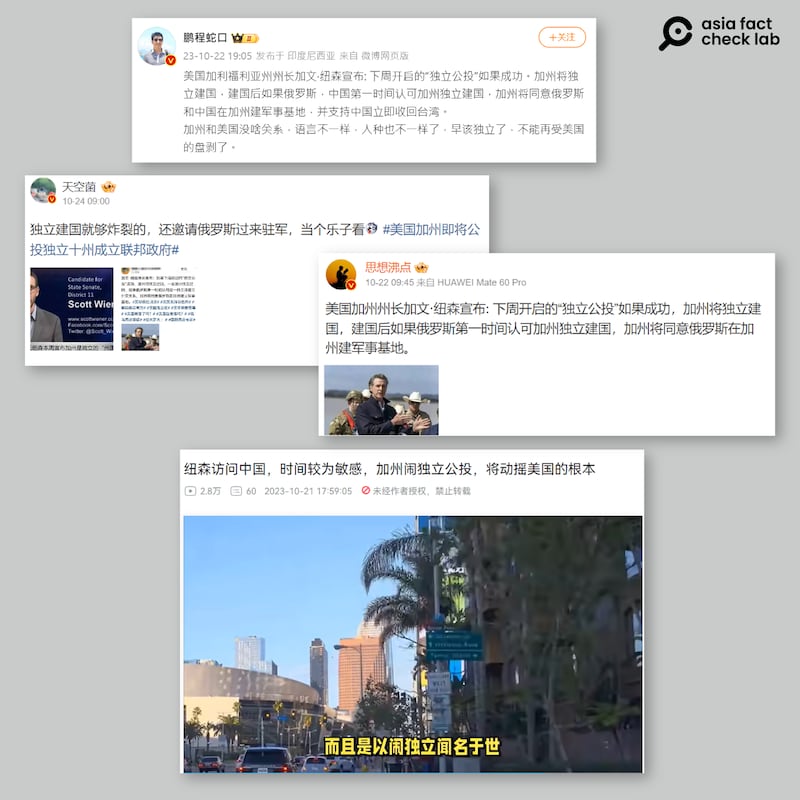 asia fact
check lab
鹏程蛇口
+关注
23-10-22 19:05 发布于 印度尼西亚 来自 微博网页版
美国加利福利亚州州长加文·纽森宣布: 下周开启的“独立公投”如果成功。加州将独
立建国，建国后如果俄罗斯，中国第一时间认可加州独立建国，加州将同意俄罗斯
和中国在加州建军事基地，并支持中国立即收回台湾。
加州和美国没啥关系，语言不一样，人种也不一样了，早该独立了，不能再受美国
的盘剥了。
天空菌
10-24 09:00
独立建国就够炸裂的，还邀请俄罗斯过来驻军，当个乐子看 #美国加州即将公
投独立十州成立联邦政府#
Candidate for
State Senate,
District 11
Scott Wien
www.scottwiener.c
Facebook.com/Sco
Twitter: @Scott_Wi
思想沸点
10-22 09:45 来自 HUAWEI Mate 60 Pro
美国加州州长加文·纽森宣布: 下周开启的“独立公投”如果成功，加州将独立建
国，建国后如果俄罗斯第一时间认可加州独立建国，加州将同意俄罗斯在加
州建军事基地。
纽森访问中国，时间较为敏感，加州闹独立公投，将动摇美国的根本
2.8万 60 2023-10-21 17:59:05 未经作者授权，禁止转载
而且是以闹独立闻名于世